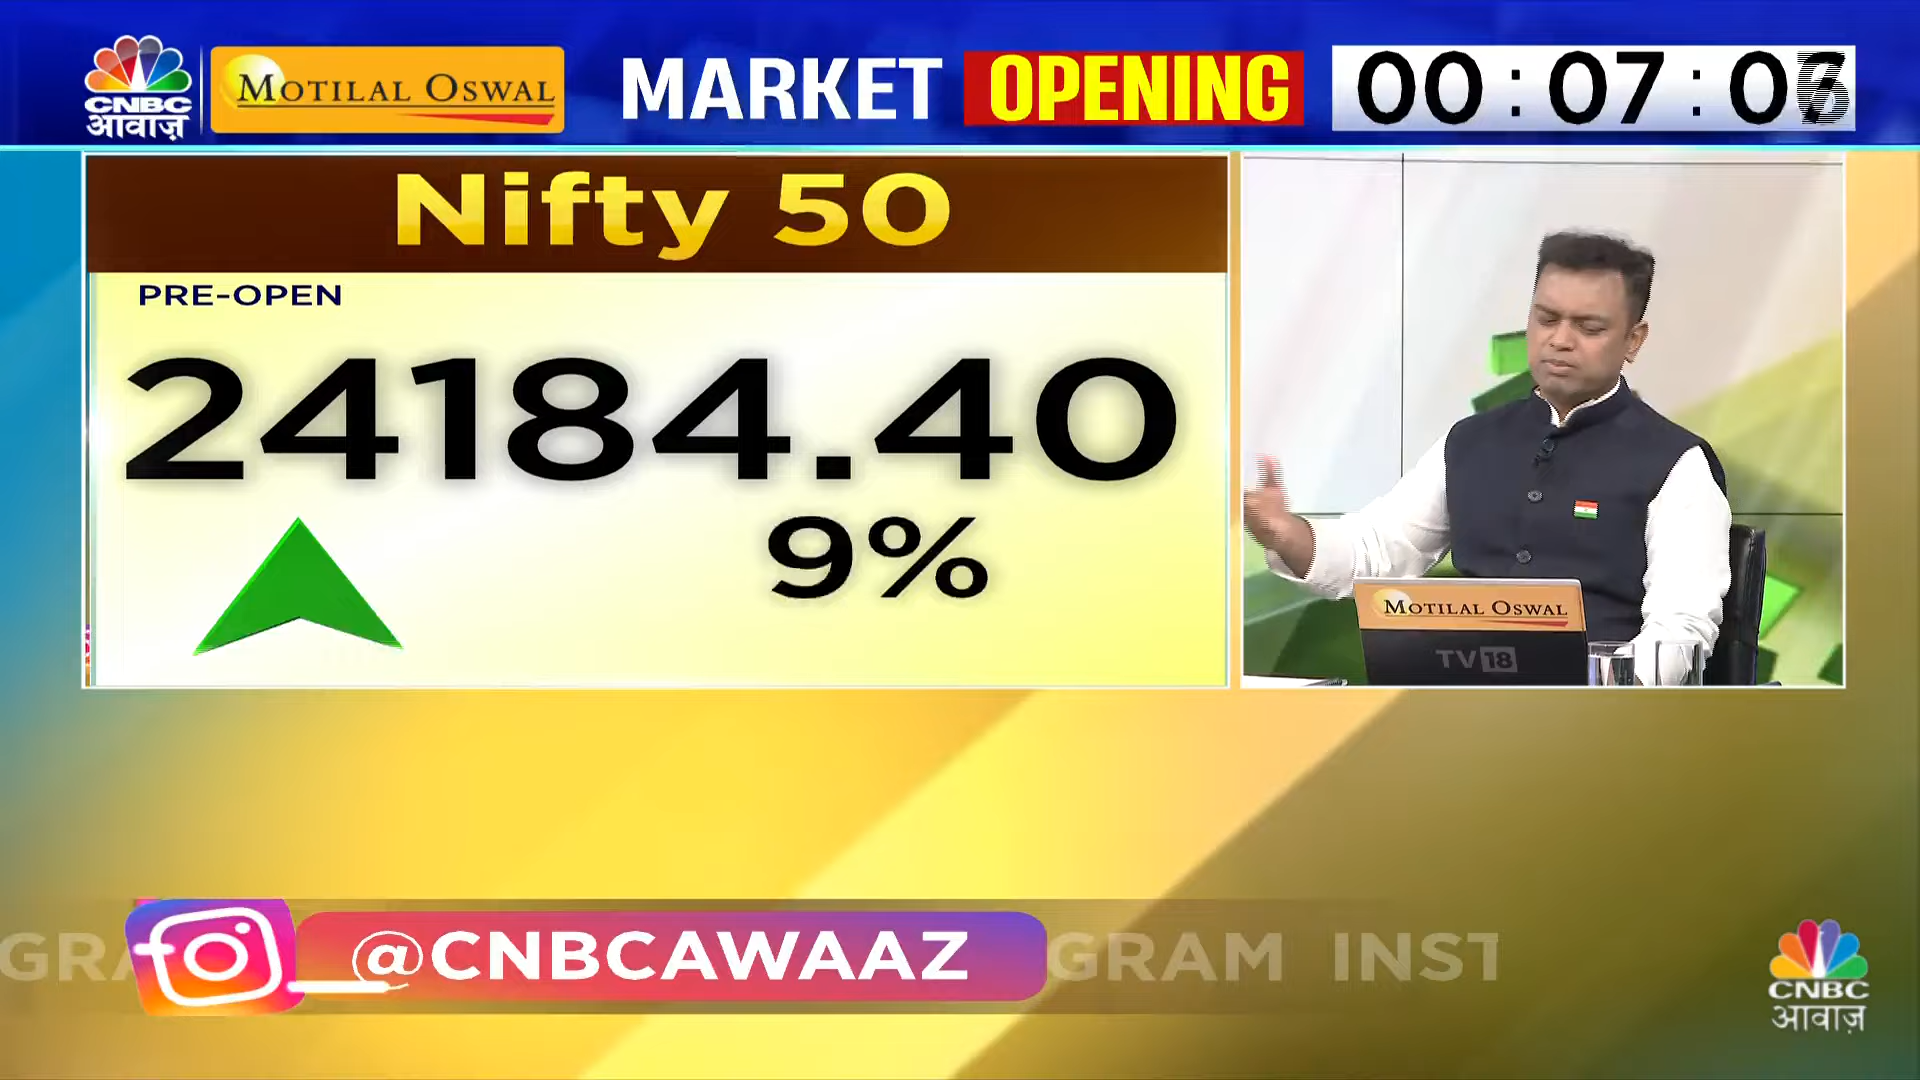 CNBC
आवाज़
MOTILAL OSWAL
MARKET OPENING
00:07:0
Nifty 50
PRE-OPEN
24184.40
9%
MOTILAL OSWAL
TV18
@CNBCAWAAZ
GRAM INST
CNBC
आवाज़